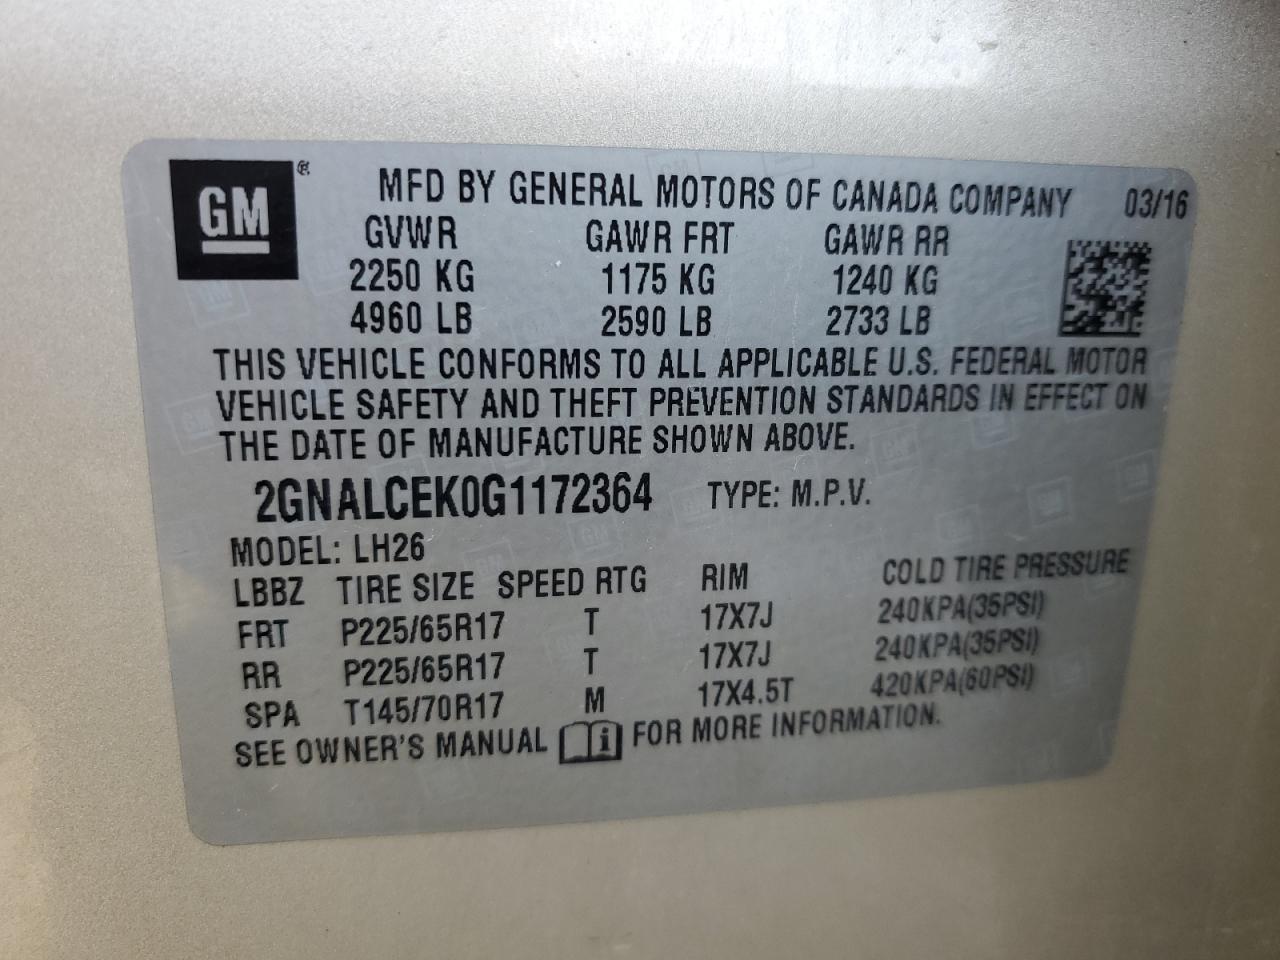 GM ®
MFD BY GENERAL MOTORS OF CANADA COMPANY 03/16
GVWR GAWR FRT GAWR RR
2250 KG 1175 KG 1240 KG
4960 LB 2590 LB 2733 LB
THIS VEHICLE CONFORMS TO ALL APPLICABLE U.S. FEDERAL MOTOR
VEHICLE SAFETY AND THEFT PREVENTION STANDARDS IN EFFECT ON
THE DATE OF MANUFACTURE SHOWN ABOVE.
2GNALCEK0G1172364 TYPE: M.P.V.
MODEL: LH26
LBBZ TIRE SIZE SPEED RTG RIM COLD TIRE PRESSURE
FRT P225/65R17 T 17X7J 240KPA(35PSI)
RR P225/65R17 T 17X7J 240KPA(35PSI)
SPA T145/70R17 M 17X4.5T 420KPA(60PSI)
SEE OWNER'S MANUAL i FOR MORE INFORMATION.